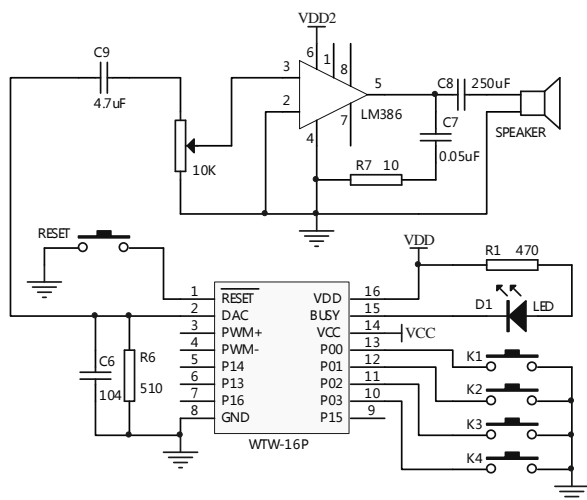 VDD2
C9
4.7uF
6
1
8
3
2
5
4
7
LM386
C8 250uF
C7
0.05uF
SPEAKER
10K
R7 10
RESET
VDD
R1 470
D1
LED
1 RESET VDD 16
2 DAC BUSY 15
3 PWM+ VCC 14 VCC
4 PWM- P00 13
5 P14 P01 12
6 P13 P02 11
7 P16 P03 10
8 GND P15 9
WTW-16P
C6
104
R6
510
K1
K2
K3
K4